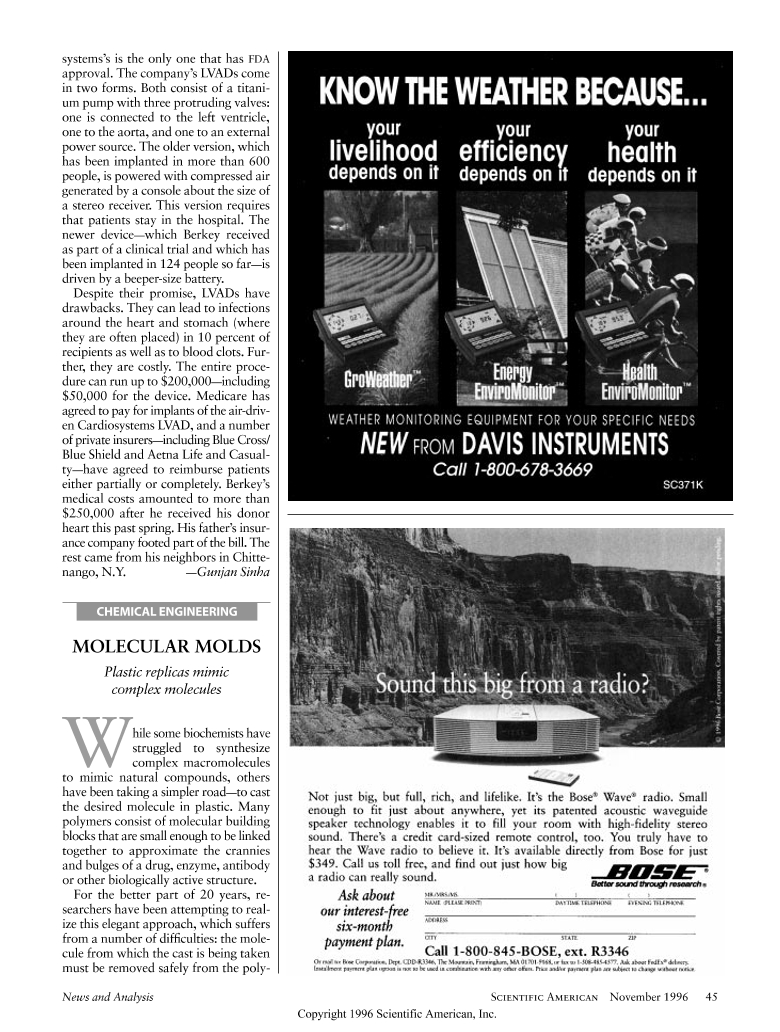 systems's is the only one that has FDA
approval. The company's LVADs come
in two forms. Both consist of a titani-
um pump with three protruding valves:
one is connected to the left ventricle,
one to the aorta, and one to an external
power source. The older version, which
has been implanted in more than 600
people, is powered with compressed air
generated by a console about the size of
a stereo receiver. This version requires
that patients stay in the hospital. The
newer device—which Berkey received
as part of a clinical trial and which has
been implanted in 124 people so far—is
driven by a beeper-size battery.
Despite their promise, LVADs have
drawbacks. They can lead to infections
around the heart and stomach (where
they are often placed) in 10 percent of
recipients as well as to blood clots. Fur-
ther, they are costly. The entire proce-
dure can run up to $200,000—including
$50,000 for the device. Medicare has
agreed to pay for implants of the air-driv-
en Cardiosystems LVAD, and a number
of private insurers—including Blue Cross/
Blue Shield and Aetna Life and Casual-
ty—have agreed to reimburse patients
either partially or completely. Berkey's
medical costs amounted to more than
$250,000 after he received his donor
heart this past spring. His father's insur-
ance company footed part of the bill. The
rest came from his neighbors in Chitte-
nango, N.Y. —Gunjan Sinha
CHEMICAL ENGINEERING
MOLECULAR MOLDS
Plastic replicas mimic
complex molecules
While some biochemists have
struggled to synthesize
complex macromolecules
to mimic natural compounds, others
have been taking a simpler road—to cast
the desired molecule in plastic. Many
polymers consist of molecular building
blocks that are small enough to be linked
together to approximate the crannies
and bulges of a drug, enzyme, antibody
or other biologically active structure.
For the better part of 20 years, re-
searchers have been attempting to real-
ize this elegant approach, which suffers
from a number of difficulties: the mole-
cule from which the cast is being taken
must be removed safely from the poly-
KNOW THE WEATHER BECAUSE...
your
livelihood
depends on it
your
efficiency
depends on it
your
health
depends on it
GroWeather™
Energy
EnviroMonitor™
Health
EnviroMonitor™
WEATHER MONITORING EQUIPMENT FOR YOUR SPECIFIC NEEDS
NEW FROM DAVIS INSTRUMENTS
Call 1-800-678-3669
SC371K
Sound this big from a radio?
© 1996 Bose Corporation. Covered by patent rights issued and/or pending.
Not just big, but full, rich, and lifelike. It's the Bose® Wave® radio. Small
enough to fit just about anywhere, yet its patented acoustic waveguide
speaker technology enables it to fill your room with high-fidelity stereo
sound. There's a credit card-sized remote control, too. You truly have to
hear the Wave radio to believe it. It's available directly from Bose for just
$349. Call us toll free, and find out just how big
a radio can really sound.
BOSE®
Better sound through research®
Ask about
our interest-free
six-month
payment plan.
MR./MRS./MS.
NAME (PLEASE PRINT) DAYTIME TELEPHONE EVENING TELEPHONE
ADDRESS
CITY STATE ZIP
Call 1-800-845-BOSE, ext. R3346
Or mail to: Bose Corporation, Dept. CDD-R3346, The Mountain, Framingham, MA 01701-9168, or fax to 1-508-485-4577. Ask about FedEx® delivery.
Installment payment plan option is not to be used in combination with any other offers. Price and/or payment plan are subject to change without notice.
News and Analysis
SCIENTIFIC AMERICAN November 1996 45
Copyright 1996 Scientific American, Inc.